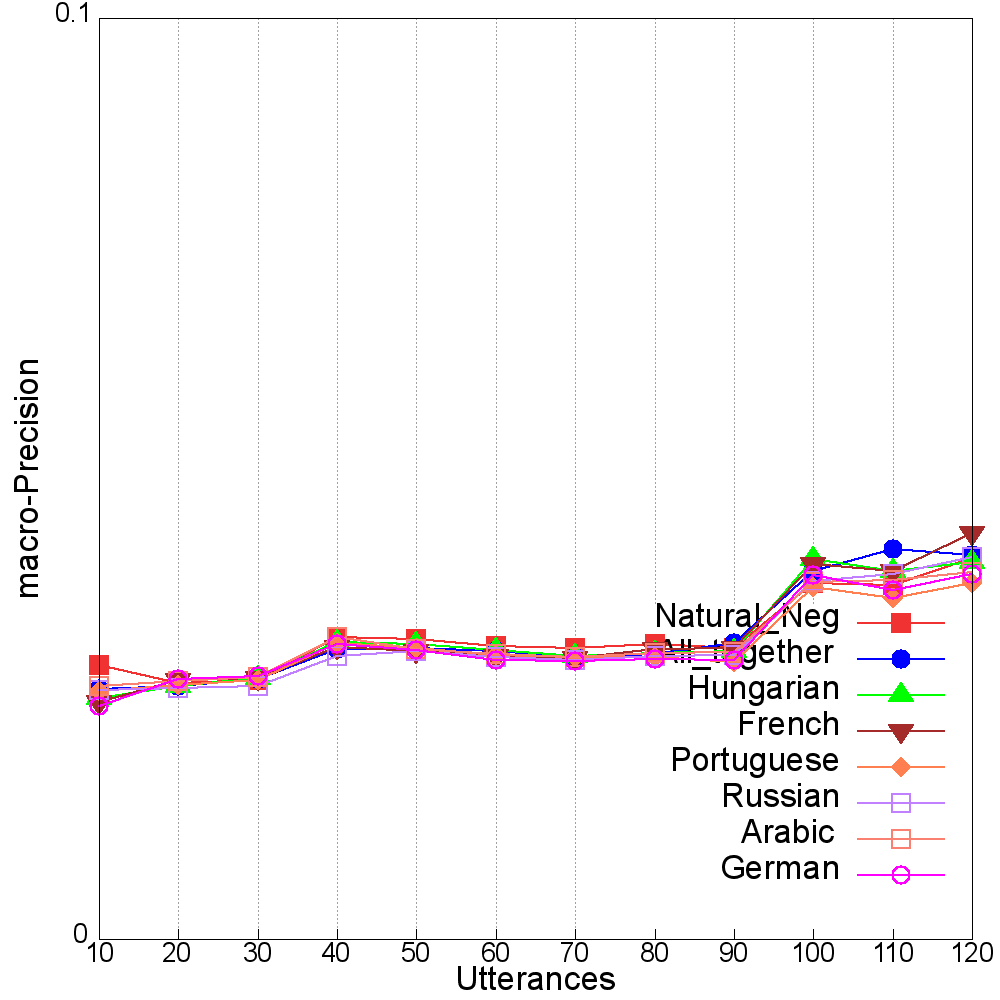 0.1
macro-Precision
Natural_Neg
All_together
Hungarian
French
Portuguese
Russian
Arabic
German
0
10 20 30 40 50 60 70 80 90 100 110 120
Utterances